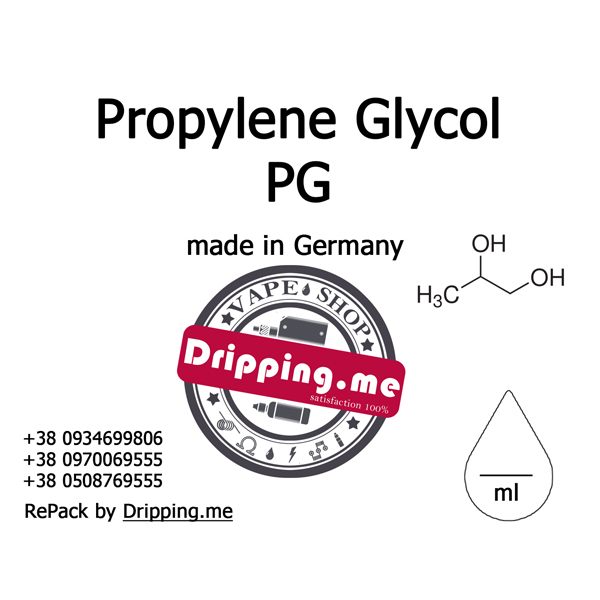 Propylene Glycol
PG
made in Germany
OH
OH
H3C
VAPE SHOP
Dripping.me
satisfaction 100%
+38 0934699806
+38 0970069555
+38 0508769555
RePack by Dripping.me
ml